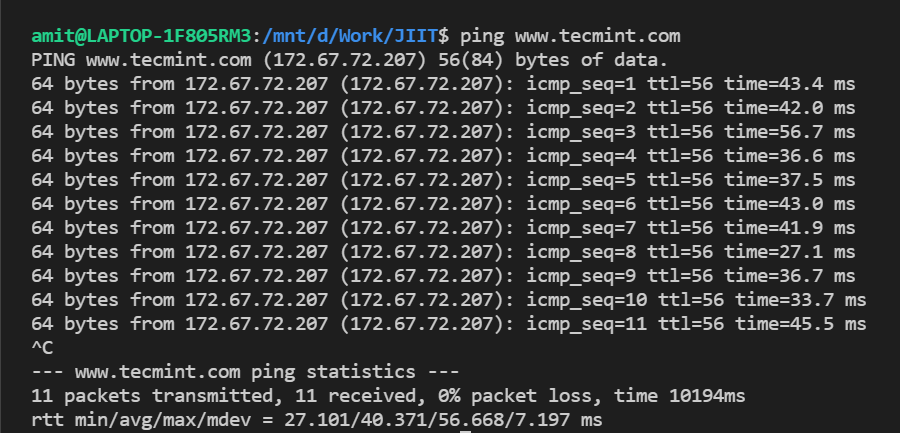 amit@LAPTOP-1F805RM3:/mnt/d/Work/JIIT$ ping www.tecmint.com
PING www.tecmint.com (172.67.72.207) 56(84) bytes of data.
64 bytes from 172.67.72.207 (172.67.72.207): icmp_seq=1 ttl=56 time=43.4 ms
64 bytes from 172.67.72.207 (172.67.72.207): icmp_seq=2 ttl=56 time=42.0 ms
64 bytes from 172.67.72.207 (172.67.72.207): icmp_seq=3 ttl=56 time=56.7 ms
64 bytes from 172.67.72.207 (172.67.72.207): icmp_seq=4 ttl=56 time=36.6 ms
64 bytes from 172.67.72.207 (172.67.72.207): icmp_seq=5 ttl=56 time=37.5 ms
64 bytes from 172.67.72.207 (172.67.72.207): icmp_seq=6 ttl=56 time=43.0 ms
64 bytes from 172.67.72.207 (172.67.72.207): icmp_seq=7 ttl=56 time=41.9 ms
64 bytes from 172.67.72.207 (172.67.72.207): icmp_seq=8 ttl=56 time=27.1 ms
64 bytes from 172.67.72.207 (172.67.72.207): icmp_seq=9 ttl=56 time=36.7 ms
64 bytes from 172.67.72.207 (172.67.72.207): icmp_seq=10 ttl=56 time=33.7 ms
64 bytes from 172.67.72.207 (172.67.72.207): icmp_seq=11 ttl=56 time=45.5 ms
^C
--- www.tecmint.com ping statistics ---
11 packets transmitted, 11 received, 0% packet loss, time 10194ms
rtt min/avg/max/mdev = 27.101/40.371/56.668/7.197 ms